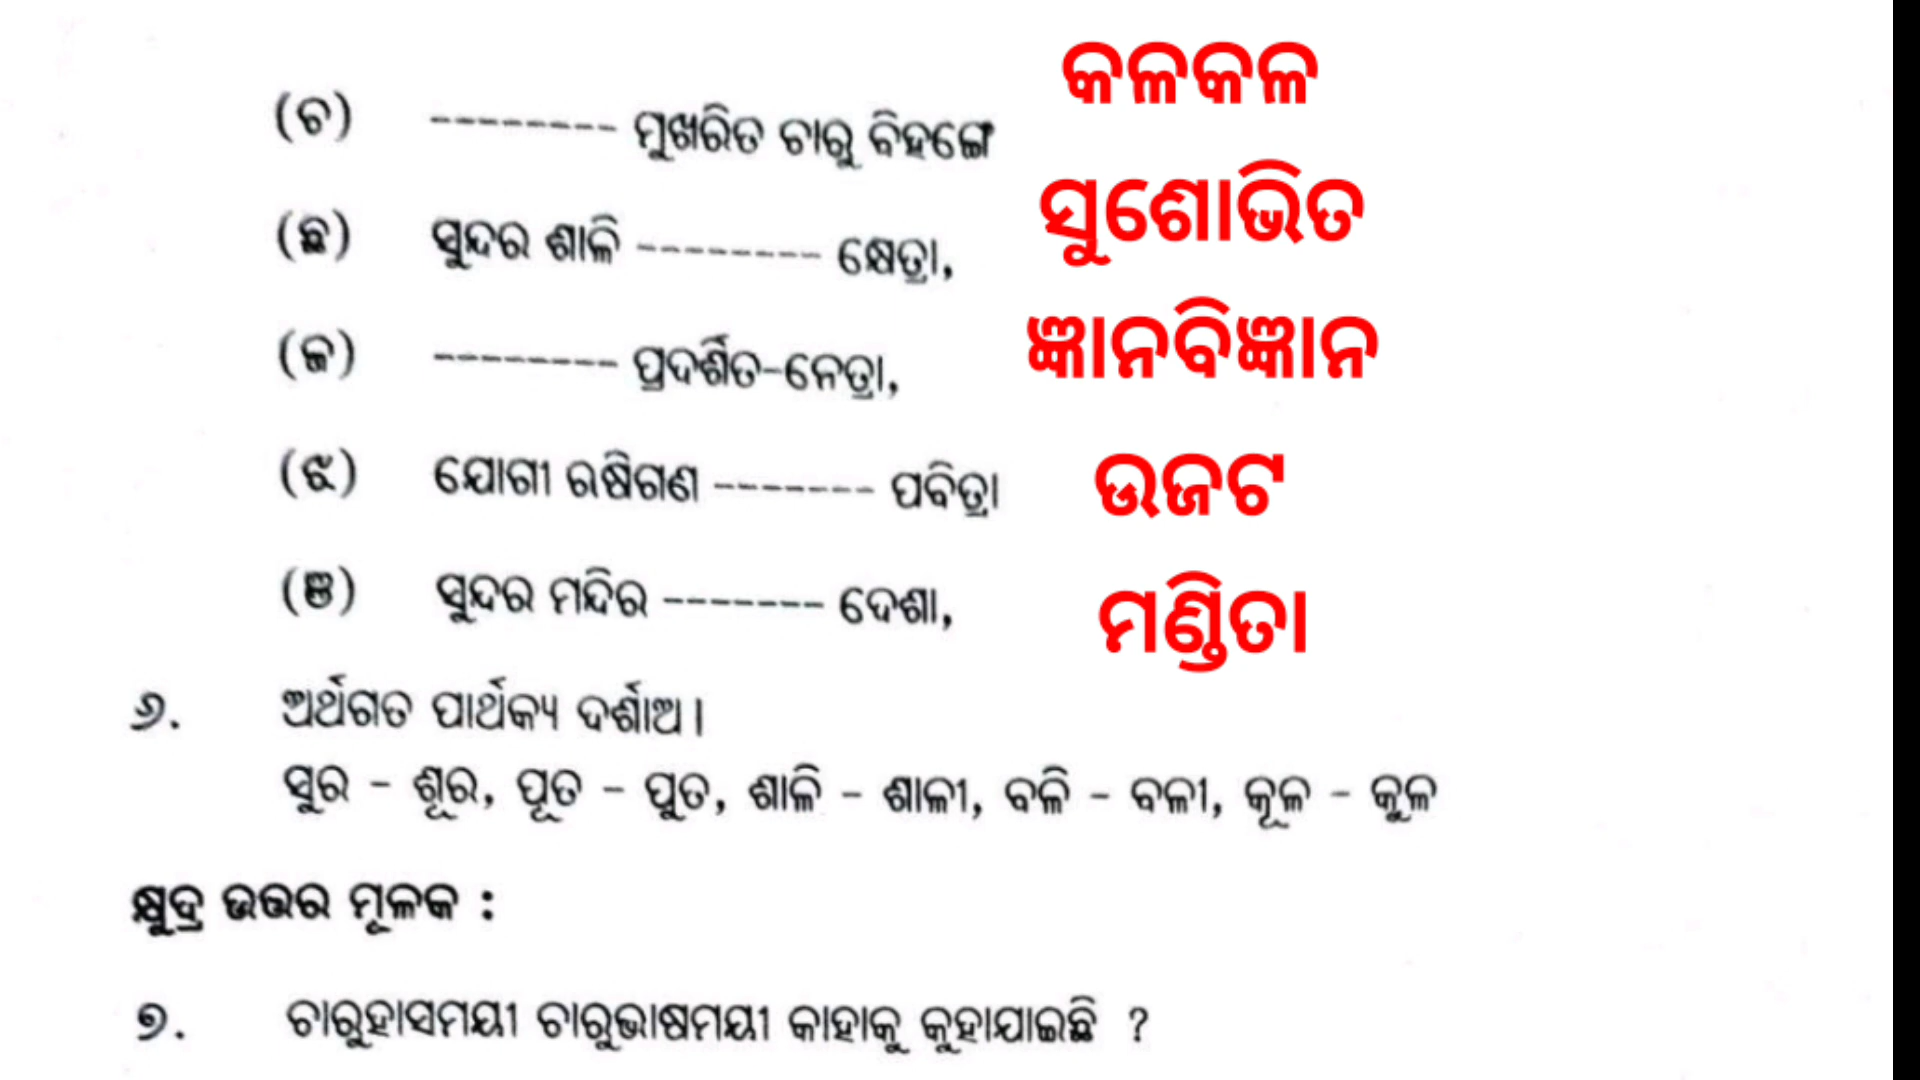 (ଚ) -------- ମୁଖରିତ ଚାରୁ ବିହଙ୍ଗେ କଳକଳ
(ଛ) ସୁନ୍ଦର ଶାଳି -------- କ୍ଷେତ୍ରା, ସୁଶୋଭିତ
(ଜ) -------- ପ୍ରଦର୍ଶିତ-ନେତ୍ରା, ଜ୍ଞାନବିଜ୍ଞାନ
(ଝ) ଯୋଗୀ ଋଷିଗଣ ------- ପବିତ୍ରା ଉଜଟ
(ଞ) ସୁନ୍ଦର ମନ୍ଦିର ------- ଦେଶା, ମଣ୍ଡିତା
୬. ଅର୍ଥଗତ ପାର୍ଥକ୍ୟ ଦର୍ଶାଅ।
ସୁର - ଶୂର, ପୂତ - ପୁତ, ଶାଳି - ଶାଳୀ, ବଳି - ବଳୀ, କୂଳ - କୁଳ
କ୍ଷୁଦ୍ର ଉତ୍ତର ମୂଳକ :
୭. ଚାରୁହାସମୟୀ ଚାରୁଭାଷମୟୀ କାହାକୁ କୁହାଯାଇଛି ?